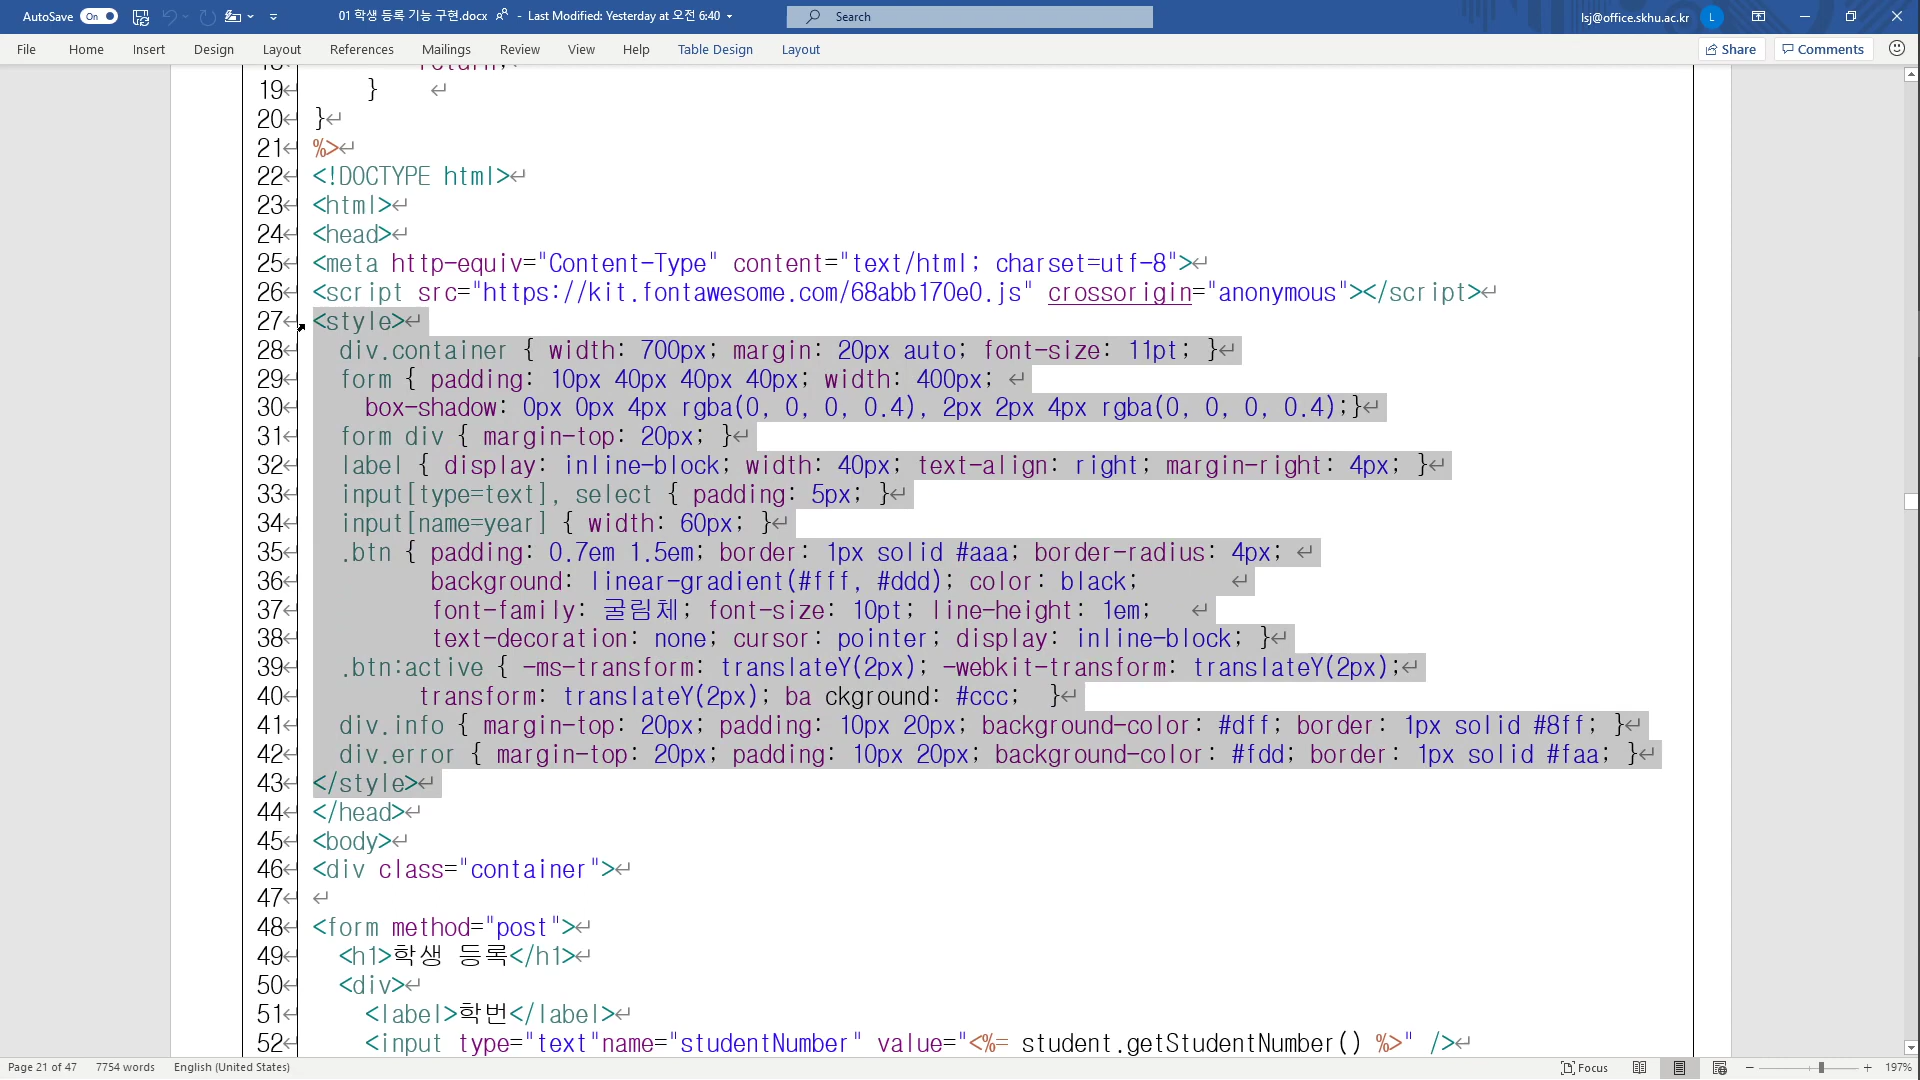 AutoSave On 01 학생 등록 기능 구현.docx - Last Modified: Yesterday at 오전 6:40 Search lsj@office.skhu.ac.kr L
File Home Insert Design Layout References Mailings Review View Help Table Design Layout Share Comments
19 }
20 }
21 %>
22 <!DOCTYPE html>
23 <html>
24 <head>
25 <meta http-equiv="Content-Type" content="text/html; charset=utf-8">
26 <script src="https://kit.fontawesome.com/68abb170e0.js" crossorigin="anonymous"></script>
27 <style>
28 div.container { width: 700px; margin: 20px auto; font-size: 11pt; }
29 form { padding: 10px 40px 40px 40px; width: 400px;
30 box-shadow: 0px 0px 4px rgba(0, 0, 0, 0.4), 2px 2px 4px rgba(0, 0, 0, 0.4);}
31 form div { margin-top: 20px; }
32 label { display: inline-block; width: 40px; text-align: right; margin-right: 4px; }
33 input[type=text], select { padding: 5px; }
34 input[name=year] { width: 60px; }
35 .btn { padding: 0.7em 1.5em; border: 1px solid #aaa; border-radius: 4px;
36 background: linear-gradient(#fff, #ddd); color: black;
37 font-family: 굴림체; font-size: 10pt; line-height: 1em;
38 text-decoration: none; cursor: pointer; display: inline-block; }
39 .btn:active { -ms-transform: translateY(2px); -webkit-transform: translateY(2px);
40 transform: translateY(2px); ba ckground: #ccc; }
41 div.info { margin-top: 20px; padding: 10px 20px; background-color: #dff; border: 1px solid #8ff; }
42 div.error { margin-top: 20px; padding: 10px 20px; background-color: #fdd; border: 1px solid #faa; }
43 </style>
44 </head>
45 <body>
46 <div class="container">
47
48 <form method="post">
49 <h1>학생 등록</h1>
50 <div>
51 <label>학번</label>
52 <input type="text"name="studentNumber" value="<%= student.getStudentNumber() %>" />
Page 21 of 47 7754 words English (United States) Focus 197%